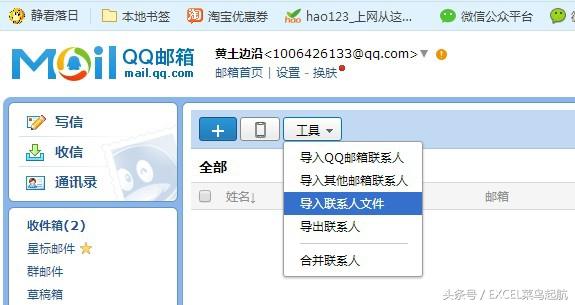 静看落日 本地书签 淘宝优惠券 hao123_上网从这… 微信公众平台 微
Mail QQ邮箱 黄土边沿<1006426133@qq.com>
mail.qq.com 邮箱首页 | 设置 - 换肤
写信
收信
通讯录
收件箱(2)
星标邮件
群邮件
草稿箱
+ 工具
导入QQ邮箱联系人
导入其他邮箱联系人
导入联系人文件
导出联系人
合并联系人
全部
姓名↓ 邮箱
头条号 / EXCEL菜鸟起航